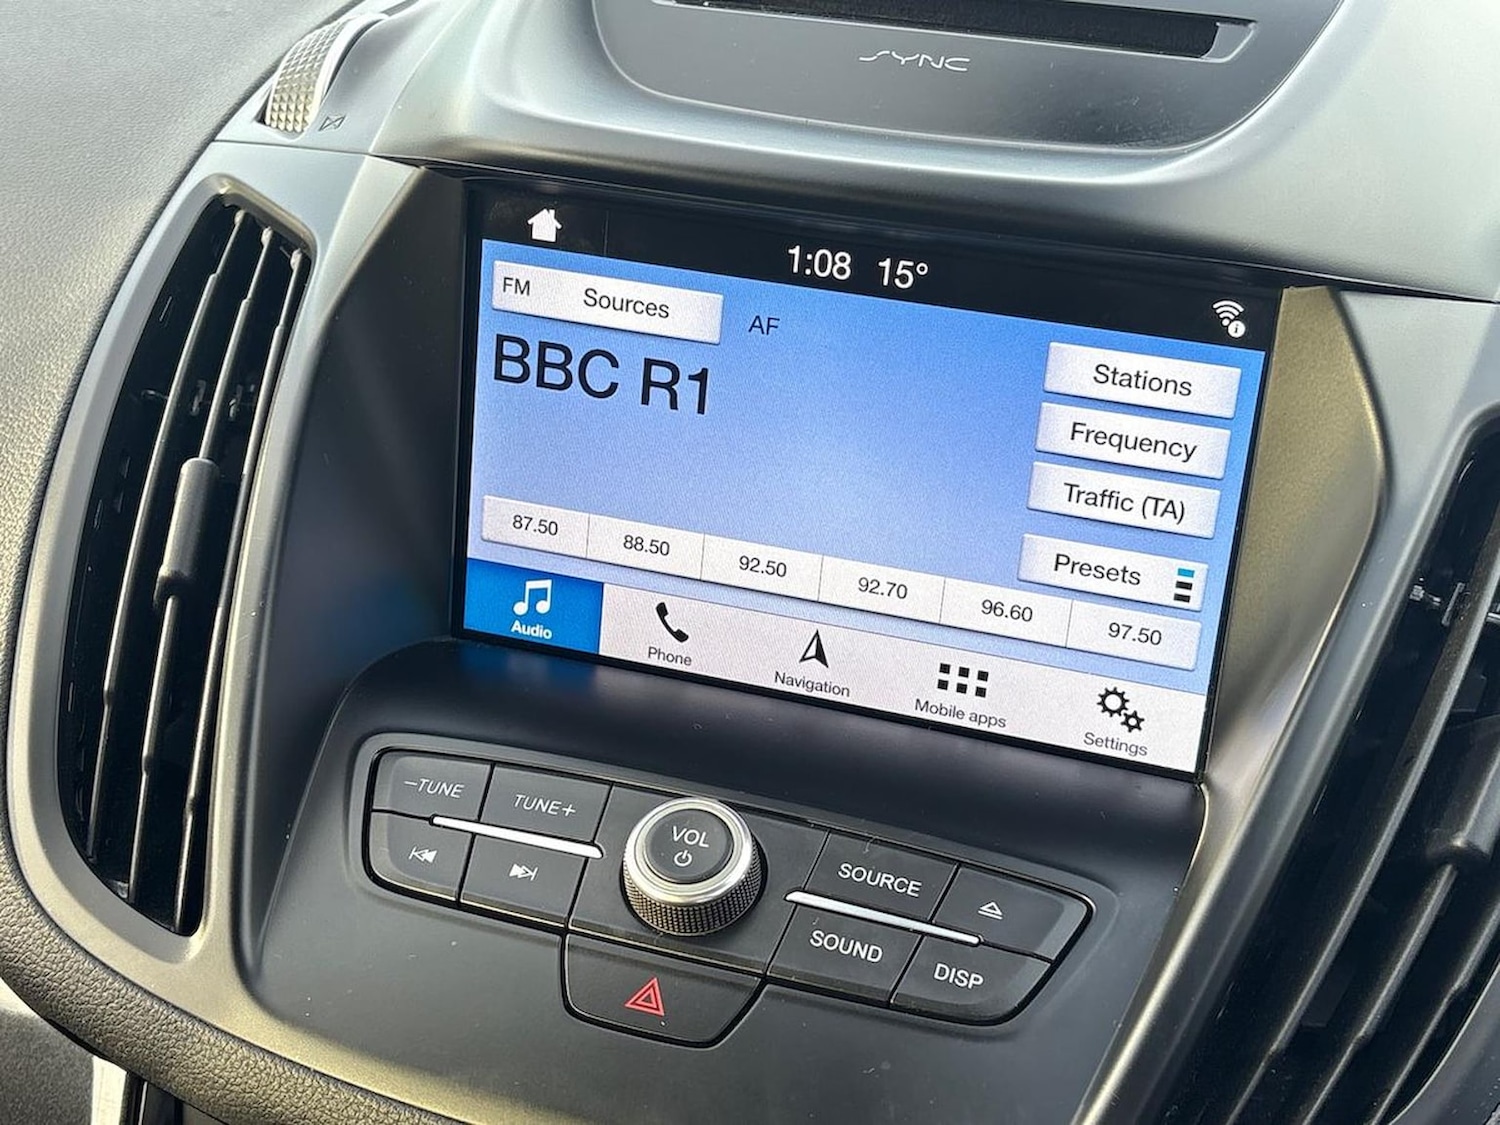 SYNC
1:08 15°
FM Sources
AF
BBC R1
Stations
Frequency
Traffic (TA)
Presets
87.50 88.50 92.50 92.70 96.60 97.50
Audio Phone Navigation Mobile apps Settings
–TUNE TUNE+
VOL
SOURCE
SOUND
DISP